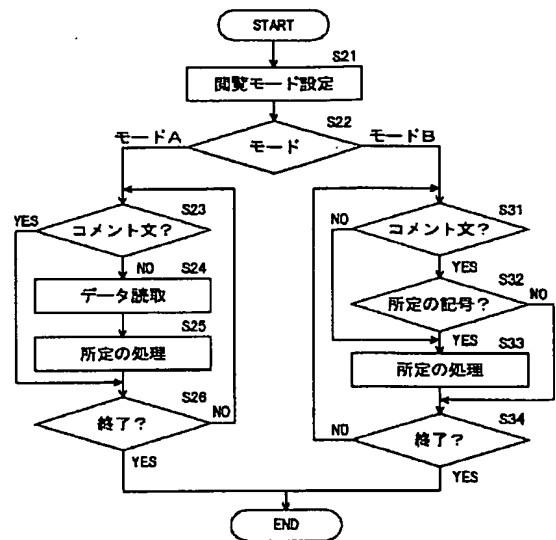 START
S21
閲覧モード設定
S22
モードA
モード
モードB
S23
YES
コメント文?
NO
S24
データ読取
S25
所定の処理
S26
終了?
NO
YES
S31
NO
コメント文?
YES
S32
所定の記号?
NO
YES
S33
所定の処理
S34
NO
終了?
YES
END